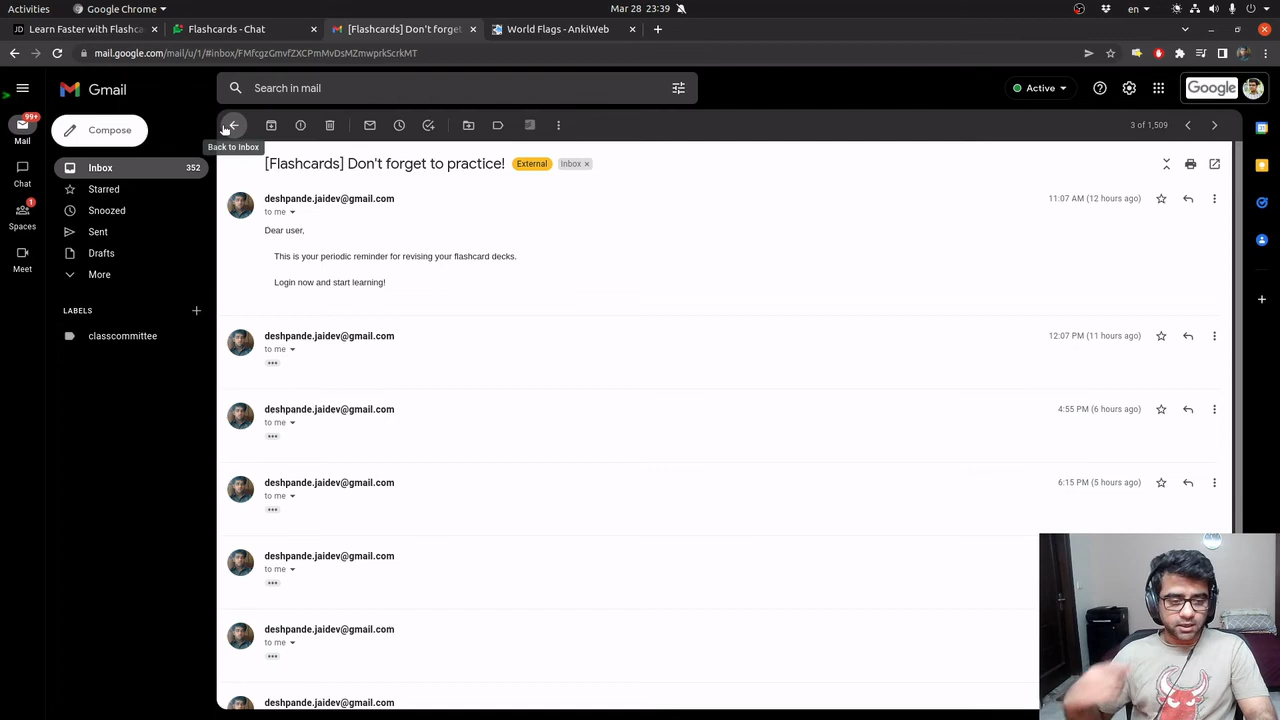 Activities
Google Chrome
Mar 28 23:39
en
Learn Faster with Flashca
Flashcards - Chat
[Flashcards] Don't forge
World Flags - AnkiWeb
mail.google.com/mail/u/1/#inbox/FMfcgzGmvfZXCPmMvDsMZmwprkScrkMT
Gmail
Search in mail
Active
Google
99+
Mail
Compose
3 of 1,509
Back to Inbox
Inbox 352
[Flashcards] Don't forget to practice! External Inbox ×
Chat
Starred
deshpande.jaidev@gmail.com 11:07 AM (12 hours ago)
to me
1
Spaces
Snoozed
Sent
Dear user,
Meet
Drafts
This is your periodic reminder for revising your flashcard decks.
More
Login now and start learning!
LABELS
classcommittee
deshpande.jaidev@gmail.com 12:07 PM (11 hours ago)
to me
deshpande.jaidev@gmail.com 4:55 PM (6 hours ago)
to me
deshpande.jaidev@gmail.com 6:15 PM (5 hours ago)
to me
deshpande.jaidev@gmail.com
to me
deshpande.jaidev@gmail.com
to me
deshpande.jaidev@gmail.com